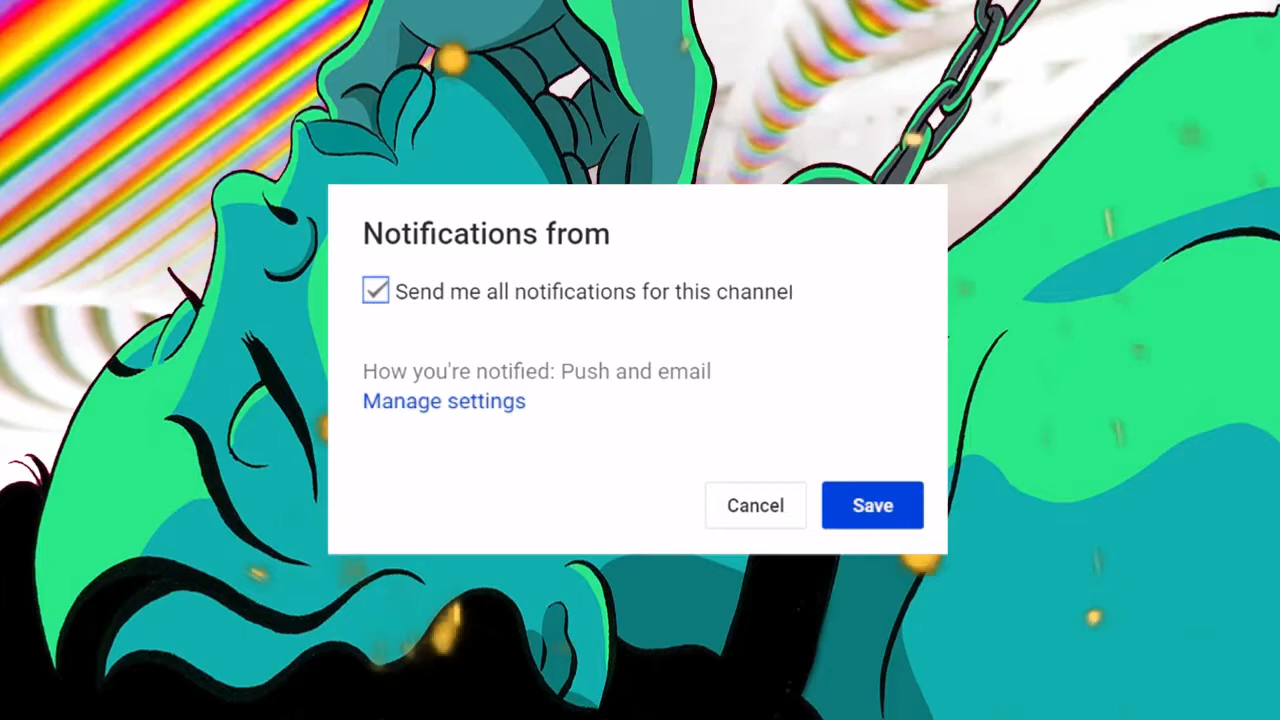 Notifications from
Send me all notifications for this channel
How you're notified: Push and email
Manage settings
Cancel
Save